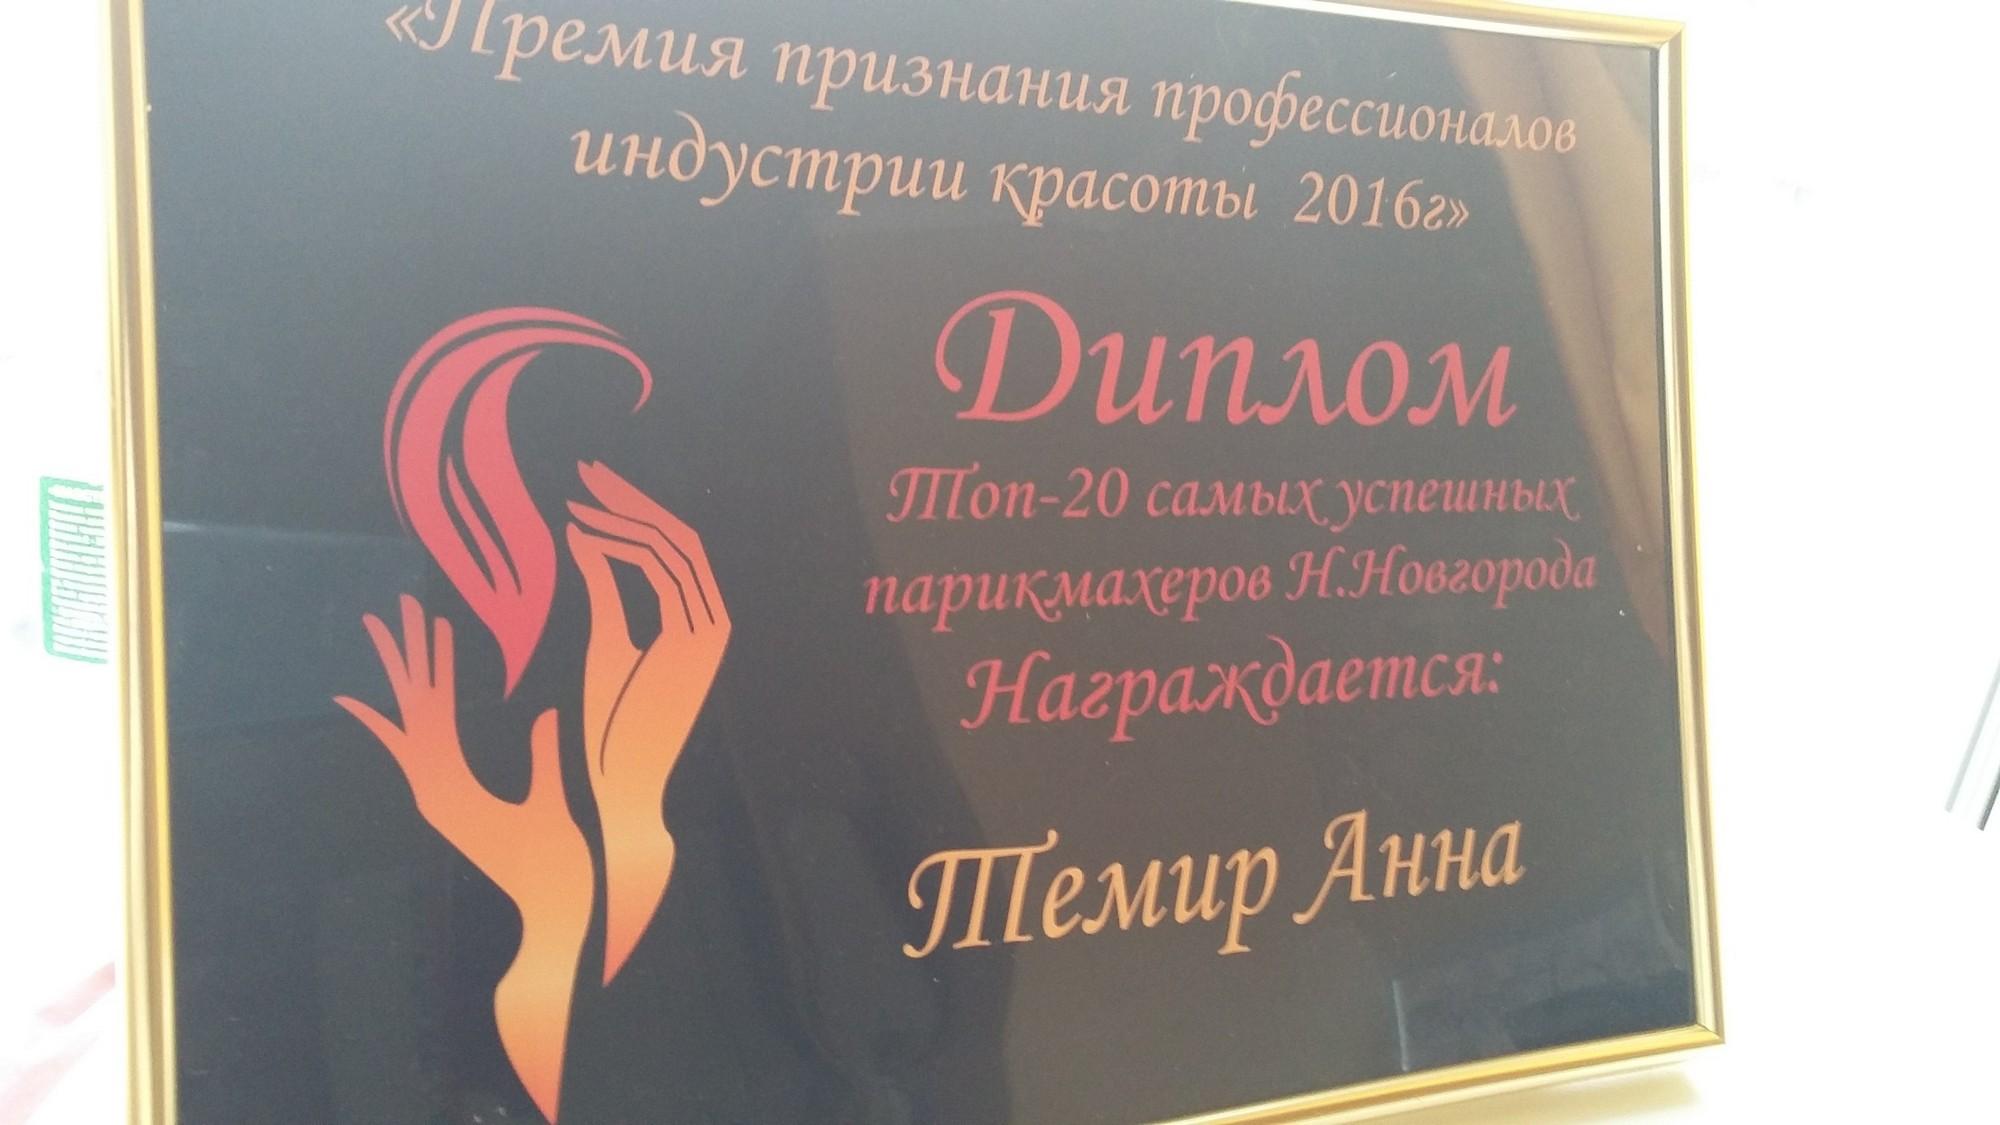 «Премия признания профессионалов
индустрии красоты 2016г»
Диплом
Топ-20 самых успешных
парикмахеров Н.Новгорода
Награждается:
Темир Анна